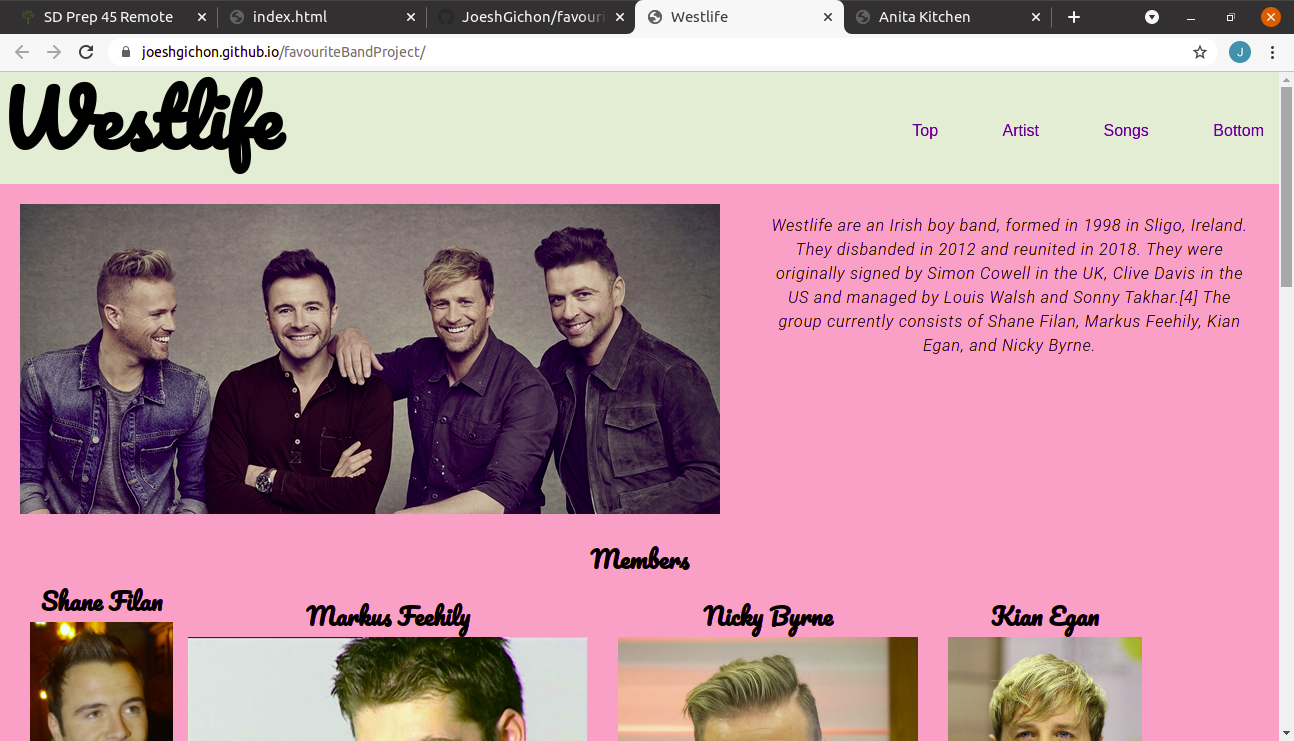 SD Prep 45 Remote
index.html
JoeshGichon/favouri
Westlife
Anita Kitchen
joeshgichon.github.io/favouriteBandProject/
J
Westlife
Top
Artist
Songs
Bottom
Westlife are an Irish boy band, formed in 1998 in Sligo, Ireland.
They disbanded in 2012 and reunited in 2018. They were
originally signed by Simon Cowell in the UK, Clive Davis in the
US and managed by Louis Walsh and Sonny Takhar.[4] The
group currently consists of Shane Filan, Markus Feehily, Kian
Egan, and Nicky Byrne.
Members
Shane Filan
Markus Feehily
Nicky Byrne
Kian Egan